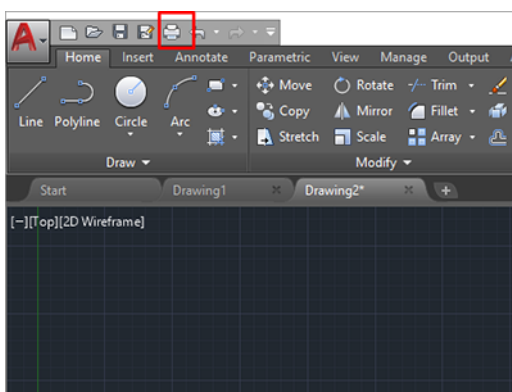 A
Home Insert Annotate Parametric View Manage Output
Line Polyline Circle Arc
Move Rotate Trim
Copy Mirror Fillet
Stretch Scale Array
Draw Modify
Start Drawing1 Drawing2*
[−][Top][2D Wireframe]